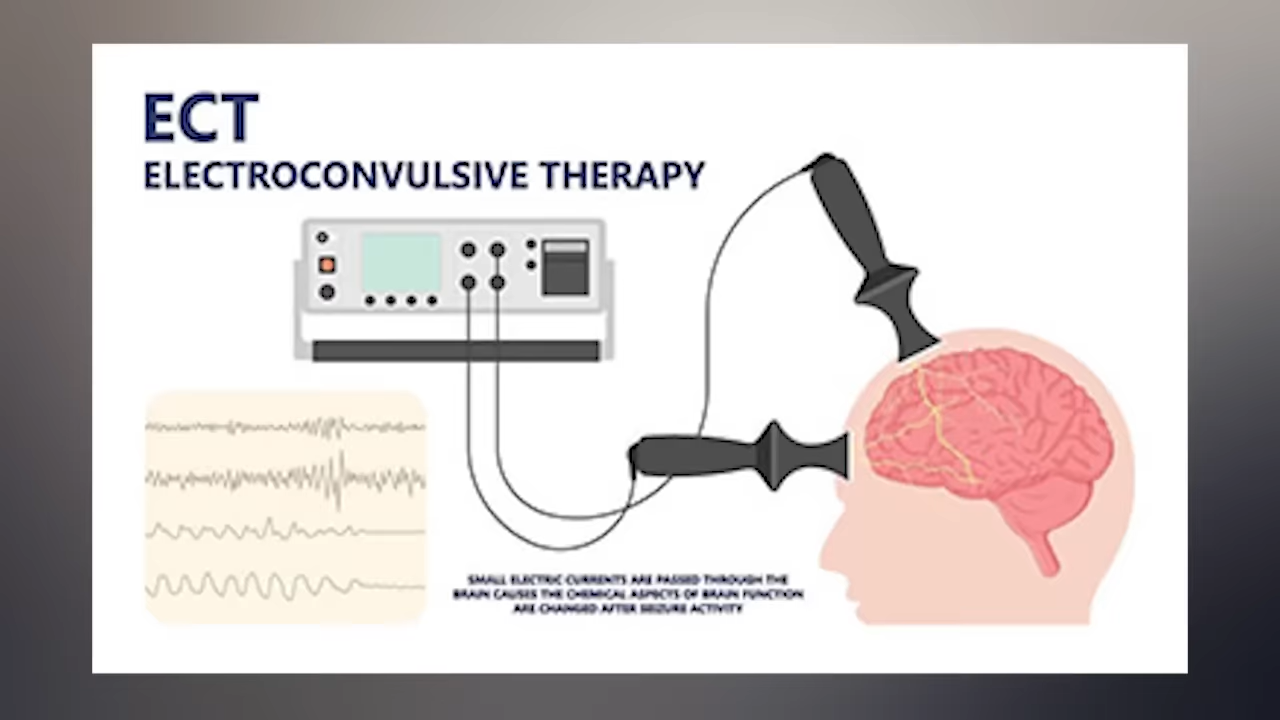 ECT
ELECTROCONVULSIVE THERAPY
SMALL ELECTRIC CURRENTS ARE PASSED THROUGH THE
BRAIN CAUSES THE CHEMICAL ASPECTS OF BRAIN FUNCTION
ARE CHANGED AFTER SEIZURE ACTIVITY